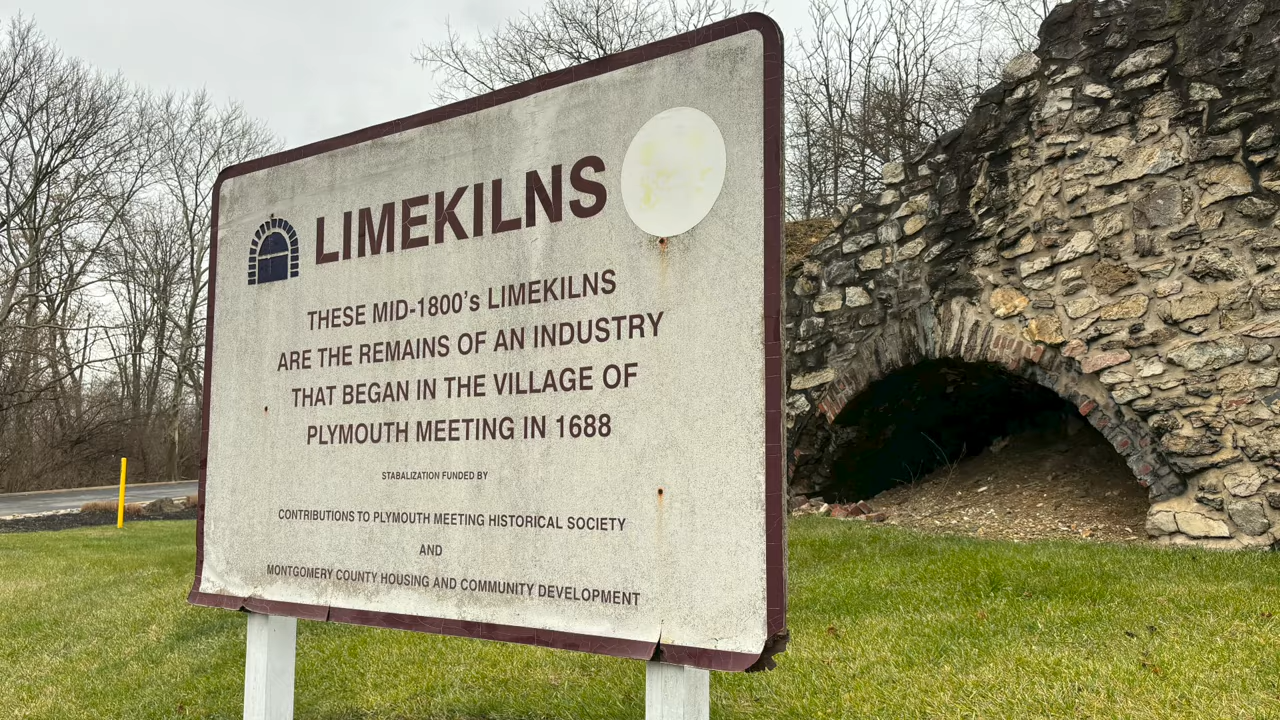 LIMEKILNS
THESE MID-1800's LIMEKILNS
ARE THE REMAINS OF AN INDUSTRY
THAT BEGAN IN THE VILLAGE OF
PLYMOUTH MEETING IN 1688
STABALIZATION FUNDED BY
CONTRIBUTIONS TO PLYMOUTH MEETING HISTORICAL SOCIETY
AND
MONTGOMERY COUNTY HOUSING AND COMMUNITY DEVELOPMENT